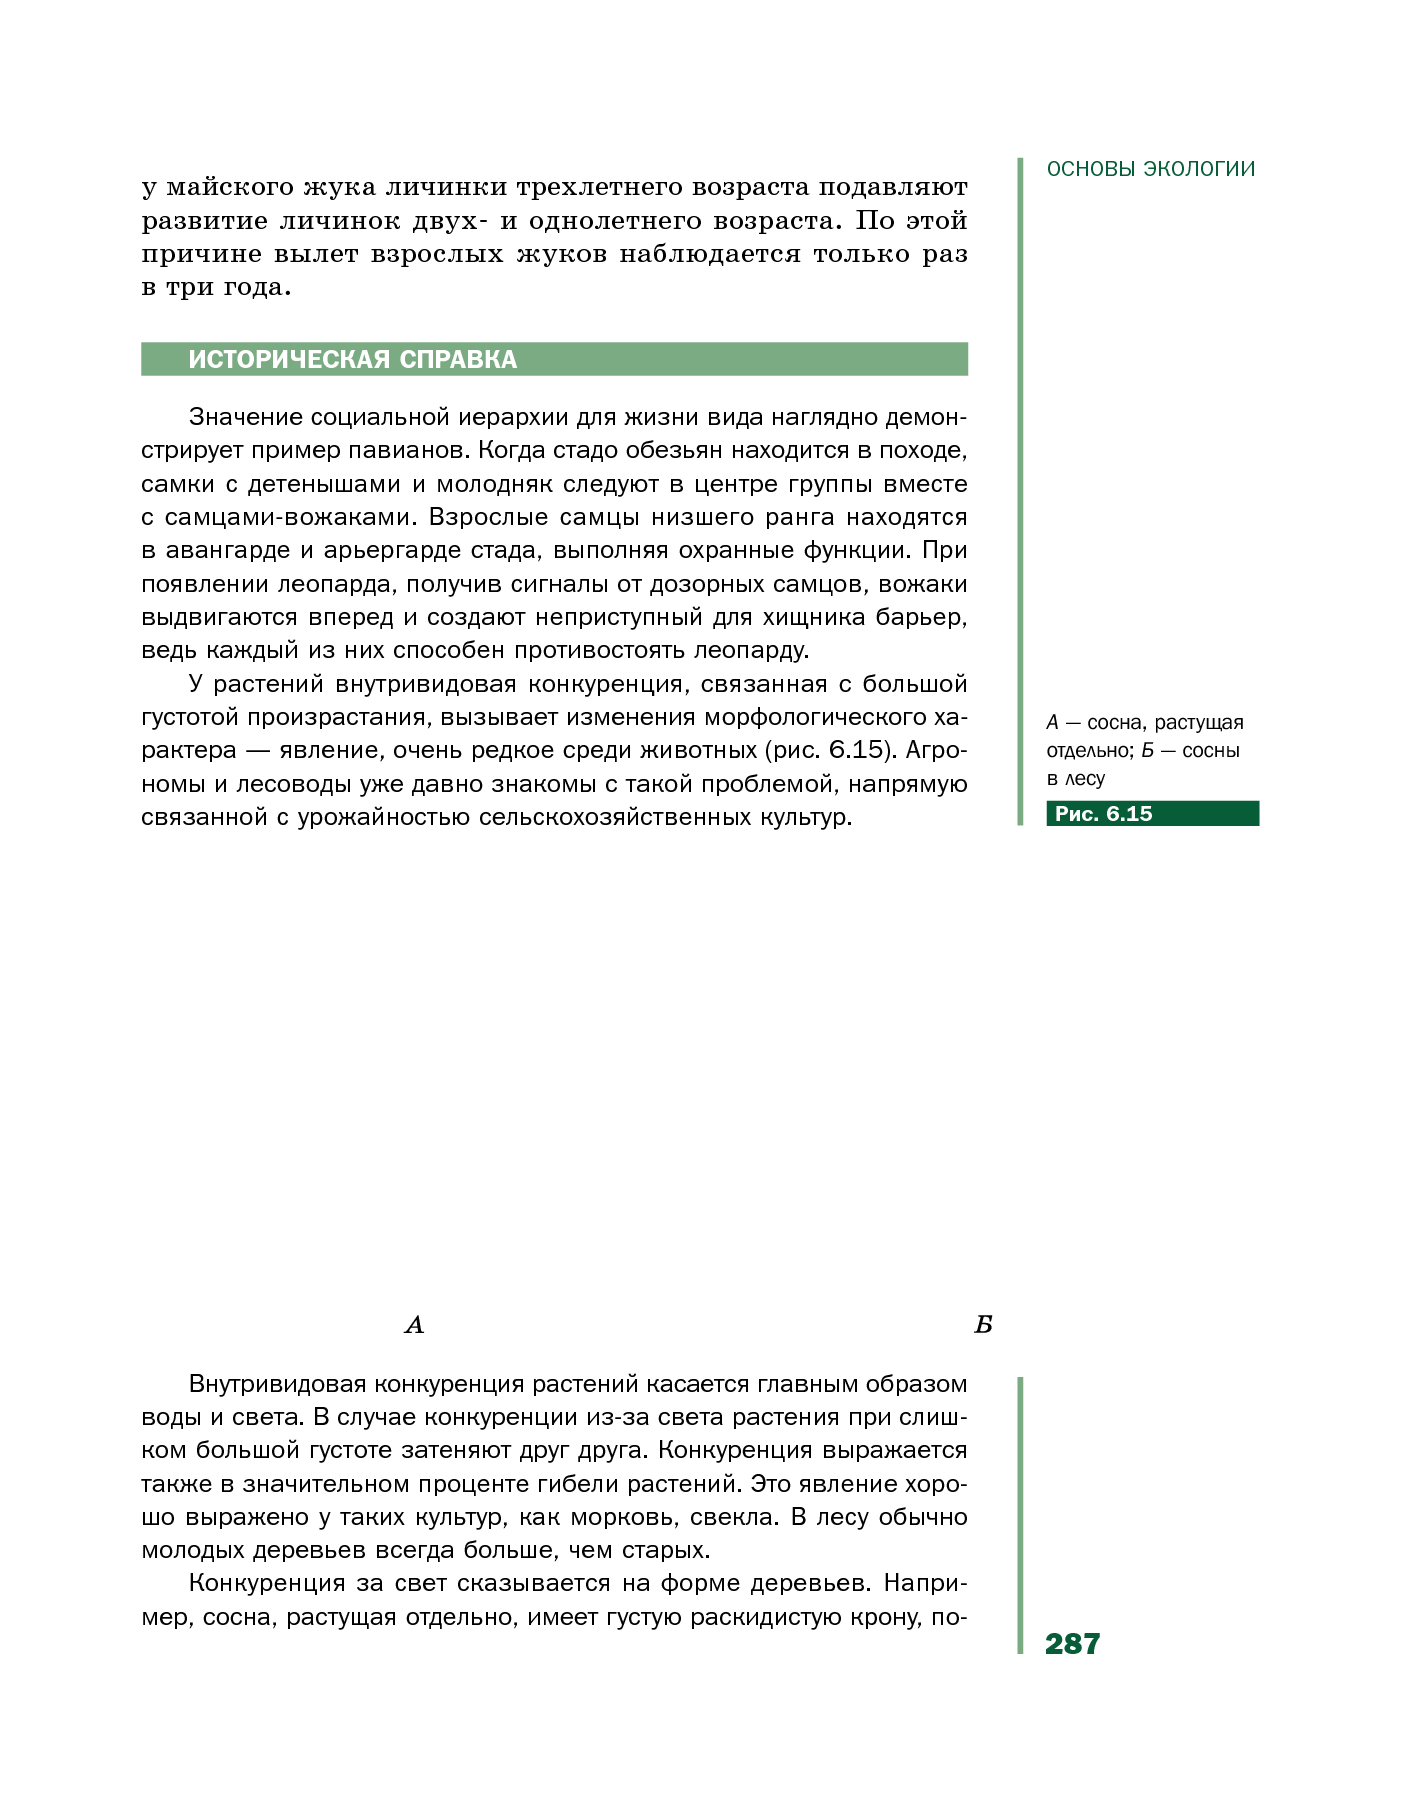 ОСНОВЫ ЭКОЛОГИИ
у майского жука личинки трехлетнего возраста подавляют
развитие личинок двух- и однолетнего возраста. По этой
причине вылет взрослых жуков наблюдается только раз
в три года.
ИСТОРИЧЕСКАЯ СПРАВКА
Значение социальной иерархии для жизни вида наглядно демон-
стрирует пример павианов. Когда стадо обезьян находится в походе,
самки с детенышами и молодняк следуют в центре группы вместе
с самцами-вожаками. Взрослые самцы низшего ранга находятся
в авангарде и арьергарде стада, выполняя охранные функции. При
появлении леопарда, получив сигналы от дозорных самцов, вожаки
выдвигаются вперед и создают неприступный для хищника барьер,
ведь каждый из них способен противостоять леопарду.
У растений внутривидовая конкуренция, связанная с большой
густотой произрастания, вызывает изменения морфологического ха-
рактера — явление, очень редкое среди животных (рис. 6.15). Агро-
номы и лесоводы уже давно знакомы с такой проблемой, напрямую
связанной с урожайностью сельскохозяйственных культур.
А — сосна, растущая
отдельно; Б — сосны
в лесу
Рис. 6.15
А
Б
Внутривидовая конкуренция растений касается главным образом
воды и света. В случае конкуренции из-за света растения при слиш-
ком большой густоте затеняют друг друга. Конкуренция выражается
также в значительном проценте гибели растений. Это явление хоро-
шо выражено у таких культур, как морковь, свекла. В лесу обычно
молодых деревьев всегда больше, чем старых.
Конкуренция за свет сказывается на форме деревьев. Напри-
мер, сосна, растущая отдельно, имеет густую раскидистую крону, по-
287